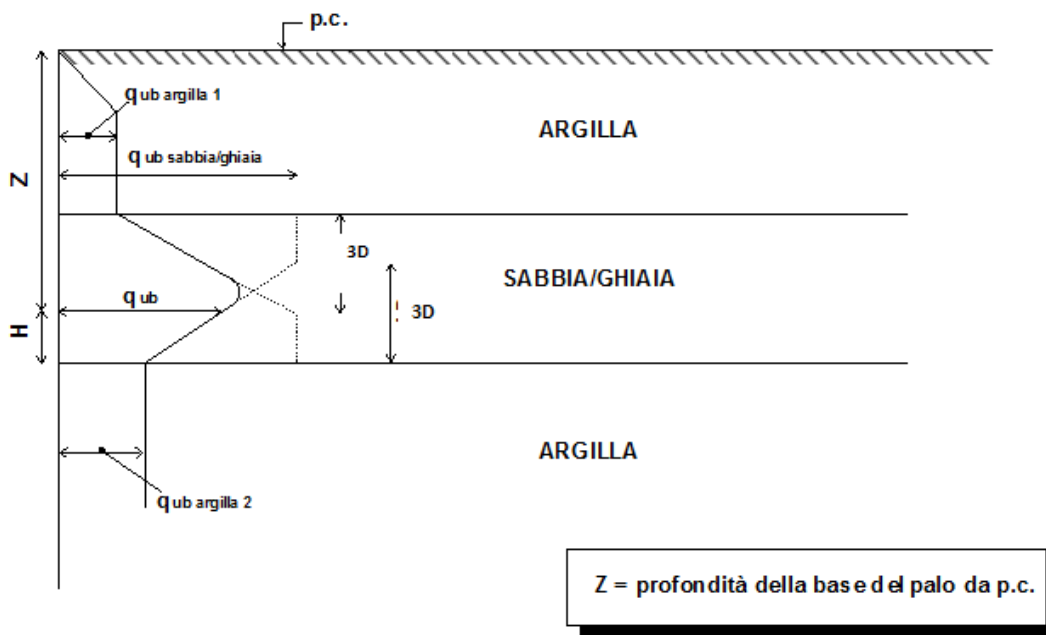 p.c.
q ub argilla 1
ARGILLA
q ub sabbia/ghiaia
Z
3D
SABBIA/GHIAIA
q ub
3D
H
ARGILLA
q ub argilla 2
Z = profondità della base del palo da p.c.